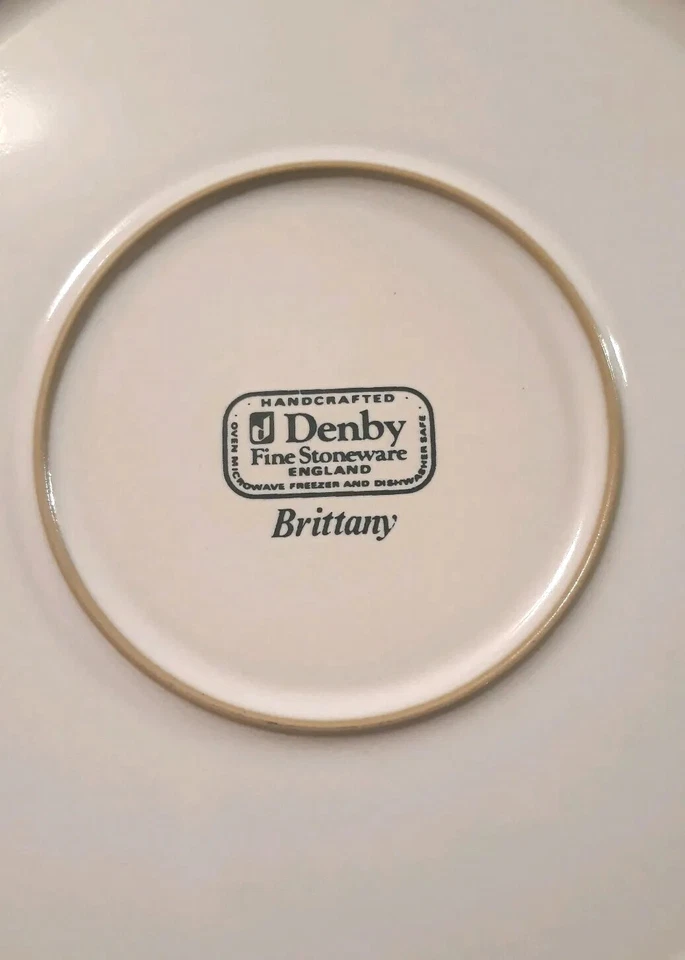 · HANDCRAFTED ·
d Denby
Fine Stoneware
ENGLAND
OVEN MICROWAVE FREEZER AND DISHWASHER SAFE
Brittany